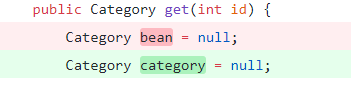 public Category get(int id) {
Category bean = null;
Category category = null;